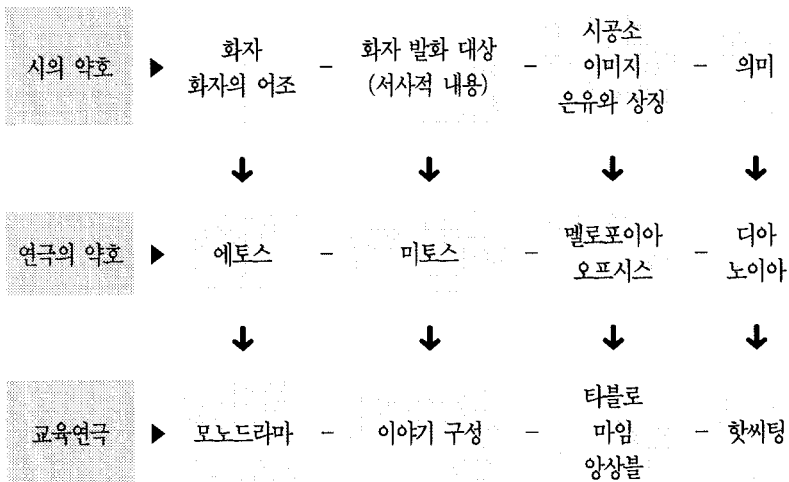 시의 약호 ▶ 화자 화자의 어조 – 화자 발화 대상 (서사적 내용) – 시공소 이미지 은유와 상징 – 의미
연극의 약호 ▶ 에토스 – 미토스 – 멜로포이아 오프시스 – 디아 노이아
교육연극 ▶ 모노드라마 – 이야기 구성 – 타블로 마임 앙상블 – 핫씨팅